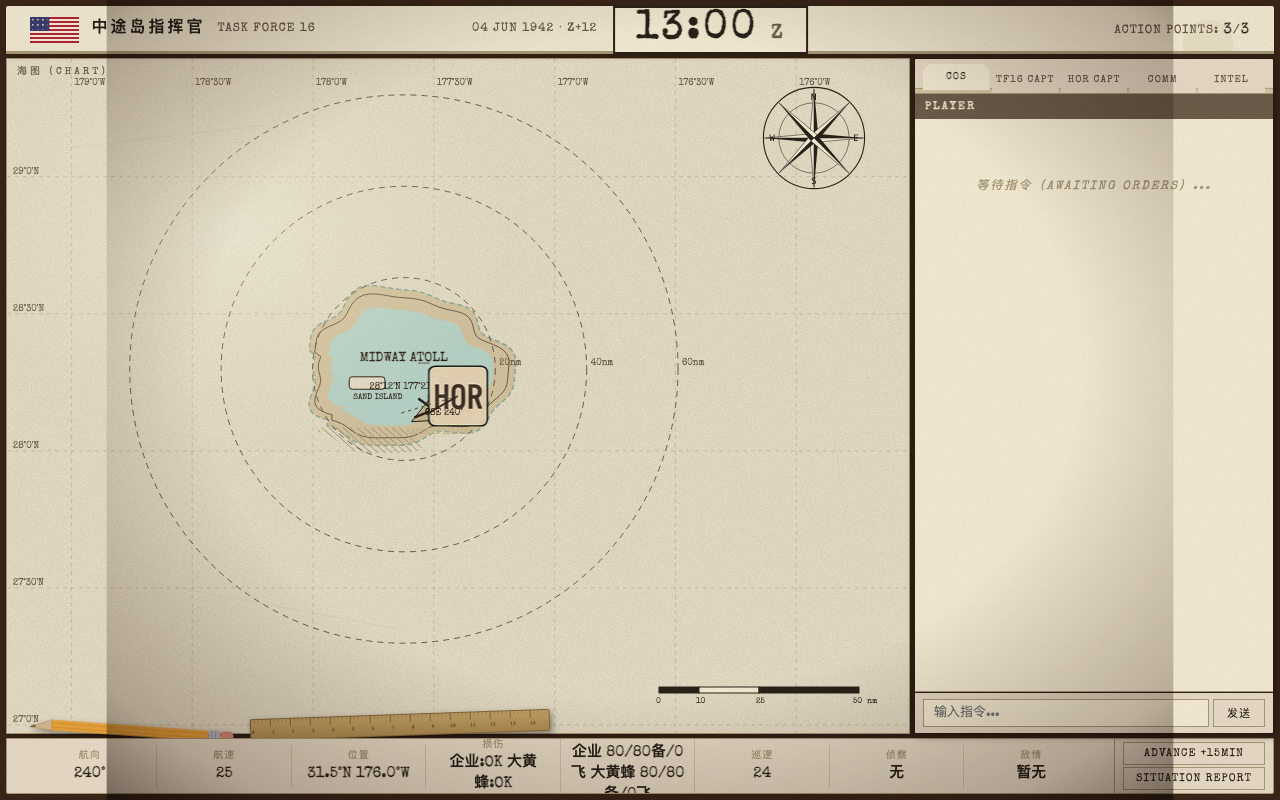 中途岛指挥官 TASK FORCE 16
04 JUN 1942 · Z+12
13:00 Z
ACTION POINTS: 3/3
海图 (CHART)
179°0'W 178°30'W 178°0'W 177°30'W 177°0'W 176°30'W 176°0'W
29°0'N
28°30'N
28°0'N
27°30'N
27°0'N
N
W E
S
MIDWAY ATOLL
20nm 40nm 60nm
28°12'N 177°21
SAND ISLAND
HOR
240°
0 10 25 50 nm
COS TF16 CAPT HOR CAPT COMM INTEL
PLAYER
等待指令 (AWAITING ORDERS) ...
输入指令...
发送
航向
240°
航速
25
位置
31.5°N 176.0°W
损伤
企业:OK 大黄
蜂:OK
企业 80/80备/0
飞 大黄蜂 80/80
备/0飞
巡逻
24
侦察
无
敌情
暂无
ADVANCE +15MIN
SITUATION REPORT